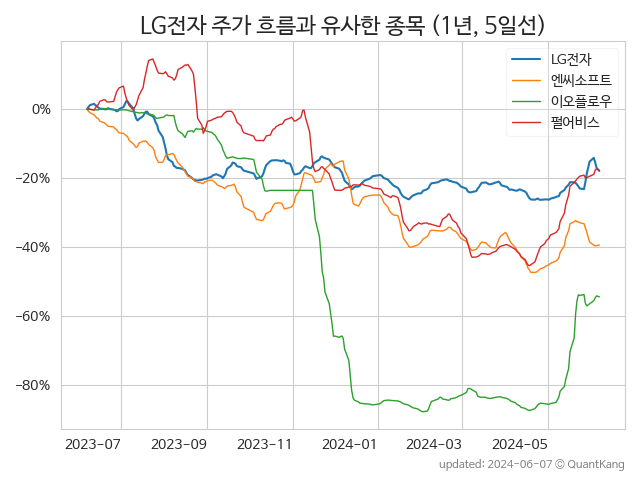 LG전자 주가 흐름과 유사한 종목 (1년, 5일선)
LG전자
엔씨소프트
이오플로우
펄어비스
0%
−20%
−40%
−60%
−80%
2023-07 2023-09 2023-11 2024-01 2024-03 2024-05
updated: 2024-06-07 © QuantKang